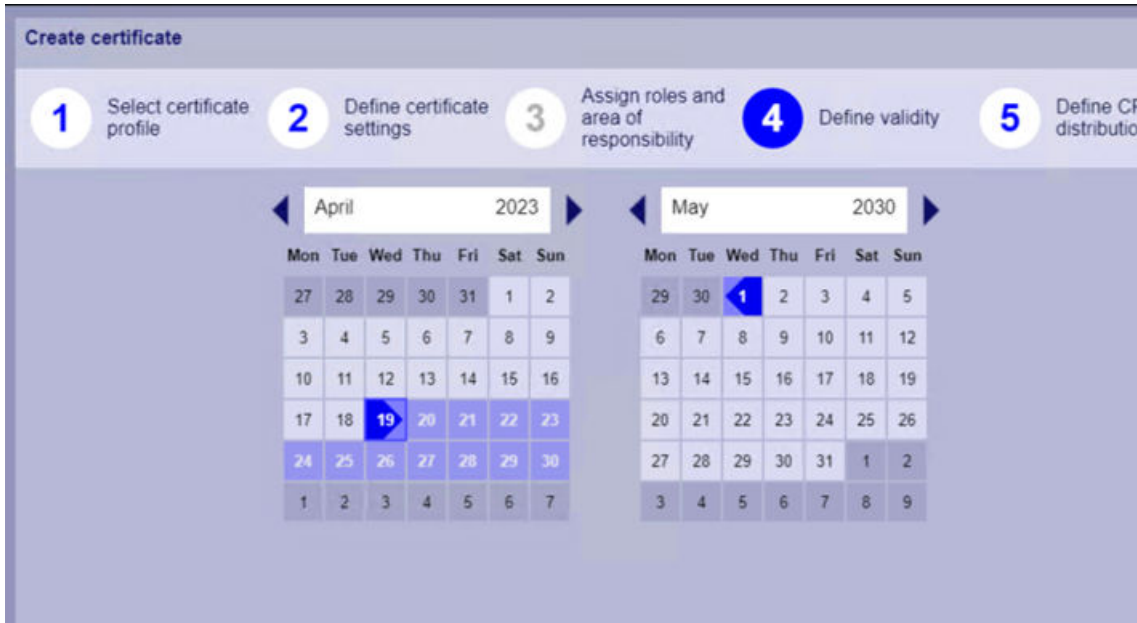 Create certificate
1 Select certificate
profile
2 Define certificate
settings
3 Assign roles and
area of
responsibility
4 Define validity
5 Define
distributio
April 2023
Mon Tue Wed Thu Fri Sat Sun
27 28 29 30 31 1 2
3 4 5 6 7 8 9
10 11 12 13 14 15 16
17 18 19 20 21 22 23
24 25 26 27 28 29 30
1 2 3 4 5 6 7
May 2030
Mon Tue Wed Thu Fri Sat Sun
29 30 1 2 3 4 5
6 7 8 9 10 11 12
13 14 15 16 17 18 19
20 21 22 23 24 25 26
27 28 29 30 31 1 2
3 4 5 6 7 8 9